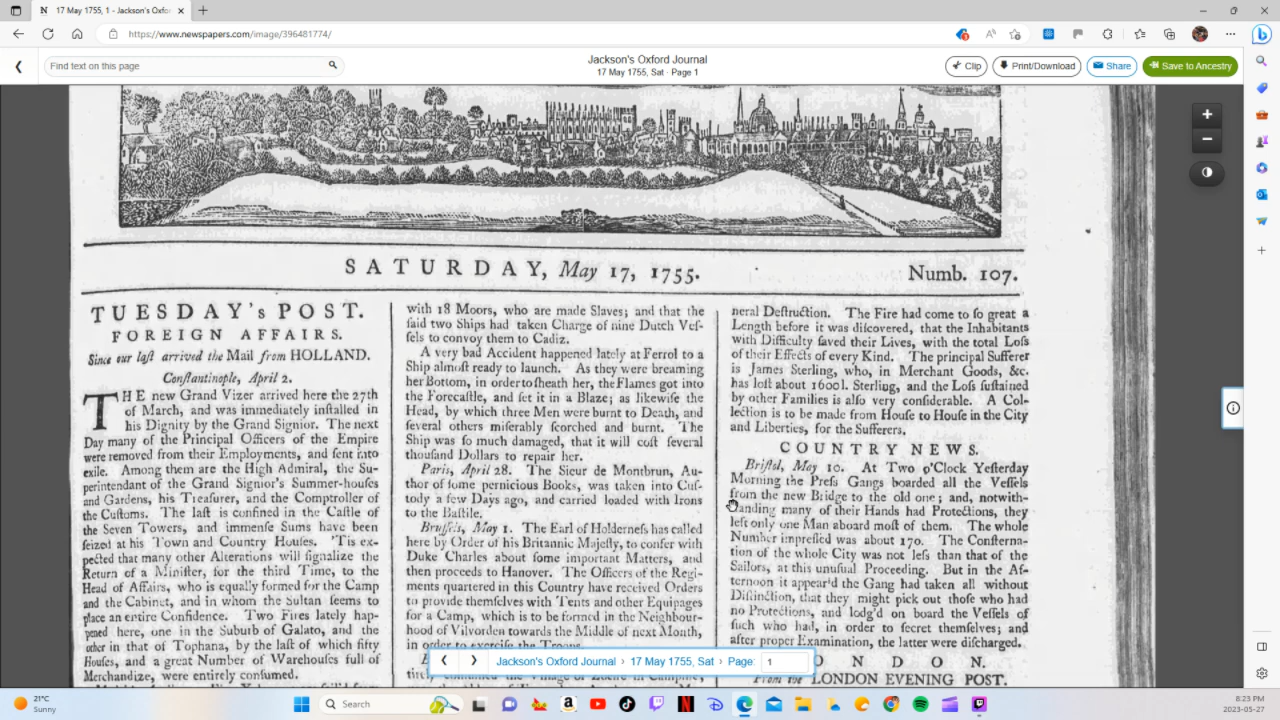 17 May 1755, 1 - Jackson's Oxfo
https://www.newspapers.com/image/396481774/
Find text on this page
Jackson's Oxford Journal
17 May 1755, Sat · Page 1
Clip
Print/Download
Share
Save to Ancestry
SATURDAY, May 17, 1755.
Numb. 107.
TUESDAY's POST.
FOREIGN AFFAIRS.
Since our laſt arrived the Mail from HOLLAND.
Conſtantinople, April 2.
THE new Grand Vizer arrived here the 27th
of March, and was immediately inſtalled in
his Dignity by the Grand Signor. The next
Day many of the Principal Officers of the Empire
were removed from their Employments, and ſent into
exile. Among them are the High Admiral, the Su-
perintendant of the Grand Signior's Summer-houſes
and Gardens, his Treaſurer, and the Comptroller of
the Cuſtoms. The laſt is confined in the Caſtle of
the Seven Towers, and immenſe Sums have been
ſeized at his Town and Country Houſes. 'Tis ex-
pected that many other Alterations will ſignalize the
Return of a Miniſter, for the third Time, to the
Head of Affairs, who is equally formed for the Camp
and the Cabinet, and in whom the Sultan ſeems to
place an entire Confidence. Two Fires lately hap-
pened here, one in the Suburb of Galato, and the
other in that of Tophana, by the laſt of which fifty
Houſes, and a great Number of Warehouſes full of
Merchandize, were entirely conſumed.
with 18 Moors, who are made Slaves; and that the
ſaid two Ships had taken Charge of nine Dutch Veſ-
ſels to convoy them to Cadiz.
A very bad Accident happened lately at Ferrol to a
Ship almoſt ready to launch. As they were breaming
her Bottom, in order to ſheath her, the Flames got into
the Forecaſtle, and ſet it in a Blaze; as likewiſe the
Head, by which three Men were burnt to Death, and
ſeveral others miſerably ſcorched and burnt. The
Ship was ſo much damaged, that it will coſt ſeveral
thouſand Dollars to repair her.
Paris, April 28. The Sieur de Montbrun, Au-
thor of ſome pernicious Books, was taken into Cuſ-
tody a few Days ago, and carried loaded with Irons
to the Baſtile.
Bruſſels, May 1. The Earl of Holderneſs has called
here by Order of his Britannic Majeſty, to confer with
Duke Charles about ſome important Matters, and
then proceeds to Hanover. The Officers of the Regi-
ments quartered in this Country have received Orders
to provide themſelves with Tents and other Equipages
for a Camp, which is to be formed in the Neighbour-
hood of Vilvorden towards the Middle of next Month,
in order to exerciſe the Troops.
neral Deſtruction. The Fire had come to ſo great a
Length before it was diſcovered, that the Inhabitants
with Difficulty ſaved their Lives, with the total Loſs
of their Effects of every Kind. The principal Sufferer
is James Sterling, who, in Merchant Goods, &c.
has loſt about 1600l. Sterling, and the Loſs ſuſtained
by other Families is alſo very conſiderable. A Col-
lection is to be made from Houſe to Houſe in the City
and Liberties, for the Sufferers.
COUNTRY NEWS.
Briſtol, May 10. At Two o'Clock Yeſterday
Morning the Preſs Gangs boarded all the Veſſels
from the new Bridge to the old one; and, notwith-
ſtanding many of their Hands had Protections, they
left only one Man aboard moſt of them. The whole
Number impreſſed was about 170. The Conſterna-
tion of the whole City was not leſs than that of the
Sailors, at this unuſual Proceeding. But in the Af-
ternoon it appear'd the Gang had taken all without
Diſtinction, that they might pick out thoſe who had
no Protections, and lodg'd on board the Veſſels of
ſuch who had, in order to ſecret themſelves; and
after proper Examination, the latter were diſcharged.
ONDON.
From the LONDON EVENING POST.
Jackson's Oxford Journal › 17 May 1755, Sat › Page: 1
21°C
Sunny
Search
8:23 PM
2023-05-27